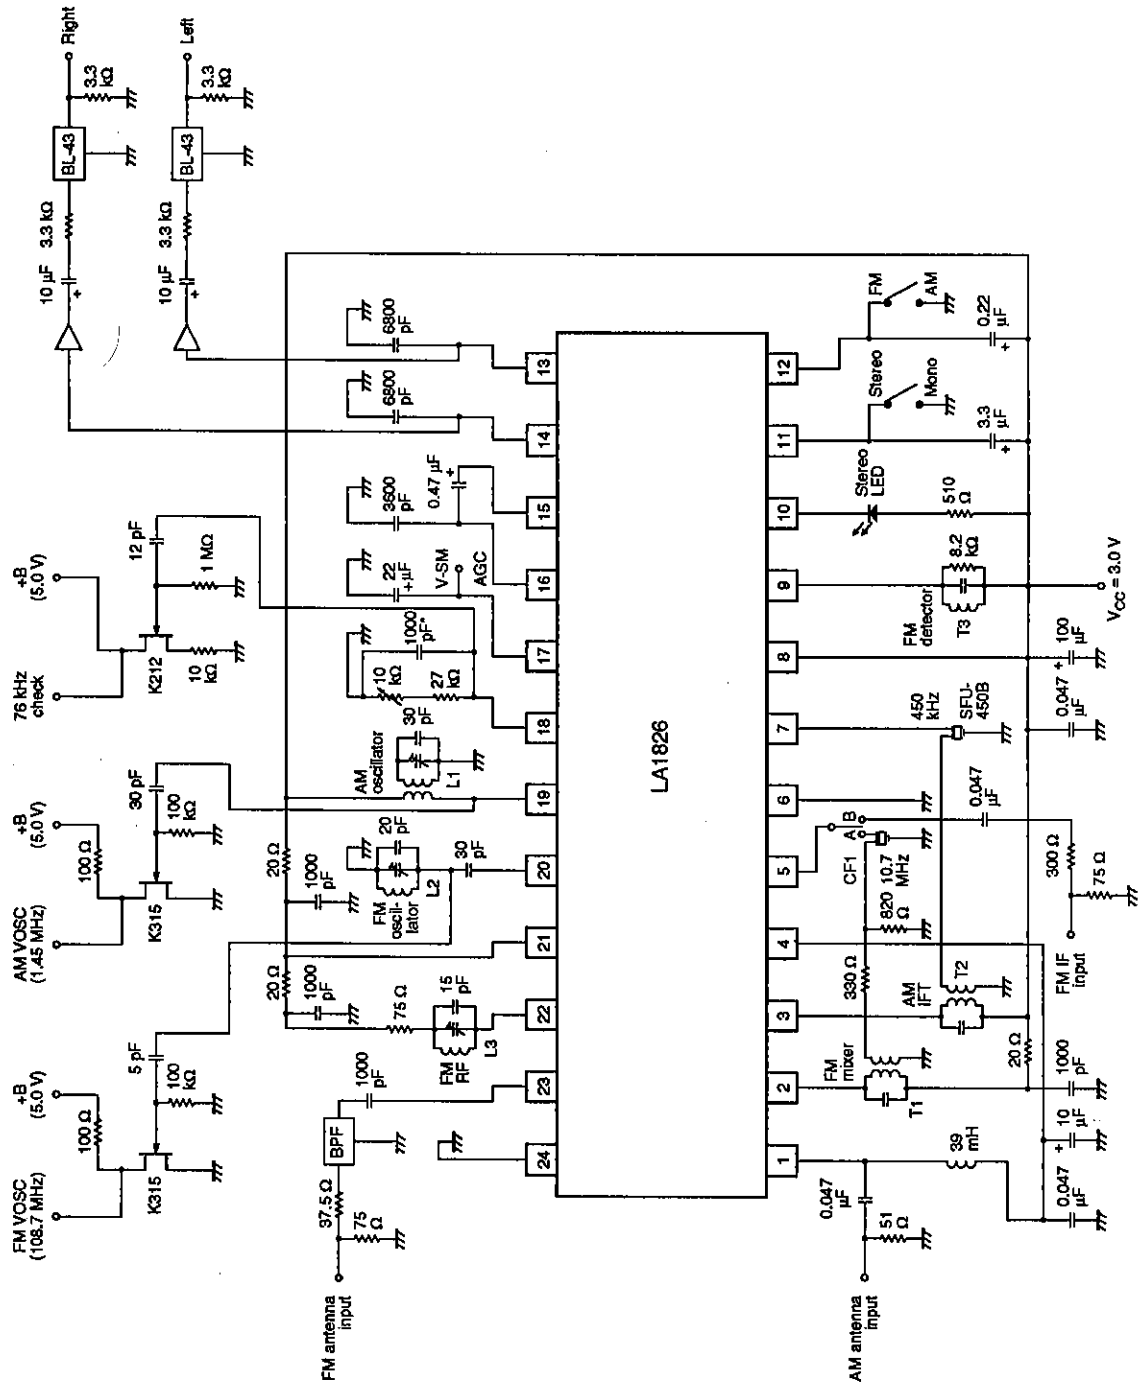 FM VOSC
(108.7 MHz)
+B
(5.0 V)
AM VOSC
(1.45 MHz)
+B
(5.0 V)
76 kHz
check
+B
(5.0 V)
100 Ω
5 pF
K315
100
kΩ
100 Ω
30 pF
K315
100
kΩ
12 pF
K212
10
kΩ
1 MΩ
10 µF
+
3.3 kΩ
BL-43
3.3
kΩ
Right
10 µF
+
3.3 kΩ
BL-43
3.3
kΩ
Left
FM antenna
input
37.5 Ω
75
Ω
BPF
1000
pF
20 Ω
1000
pF
75 Ω
15
pF
FM
RF
L3
20 Ω
1000
pF
20
pF
FM
oscil-
lator
L2
30
pF
AM
oscillator
30
pF
L1
10
kΩ
1000
pF*
27
kΩ
22
+µF
V-SM
AGC
3600
pF
0.47 µF
+
6800
pF
6800
pF
24
23
22
21
20
19
18
17
16
15
14
13
LA1826
1
2
3
4
5
6
7
8
9
10
11
12
AM antenna
input
0.047
µF
51
Ω
39
mH
0.047
µF
+ 10
µF
1000
pF
20 Ω
FM
mixer
T1
330 Ω
820
Ω
AM
IFT
T2
CF1
A
B
10.7
MHz
FM IF
input
300 Ω
75 Ω
0.047
µF
450
kHz
SFU-
450B
0.047
µF
+ 100
µF
VCC = 3.0 V
FM
detector
T3
8.2
kΩ
Stereo
LED
510
Ω
Stereo
Mono
3.3
µF
+
FM
AM
0.22
µF
+